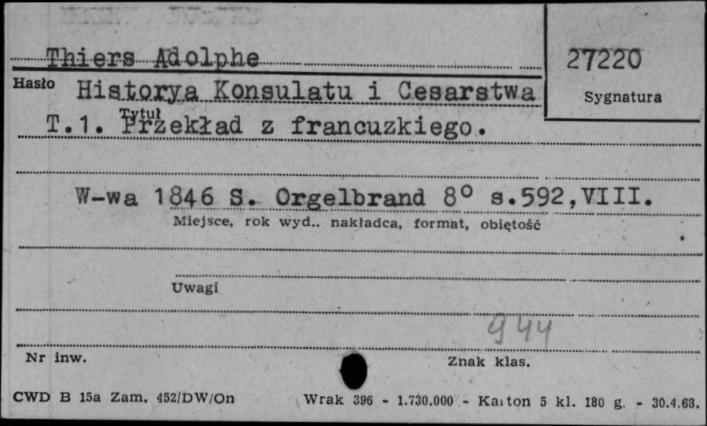 Thiers Adolphe
27220
Hasło
Historya Konsulatu i Cesarstwa
Sygnatura
Tytuł
T.1. Przekład z francuzkiego.
W-wa 1846 S. Orgelbrand 8° s.592,VIII.
Miejsce, rok wyd., nakładca, format, objętość
Uwagi
944
Nr inw.
Znak klas.
CWD B 15a Zam. 452/DW/On Wrak 396 - 1.730.000 - Karton 5 kl. 180 g. - 30.4.68.